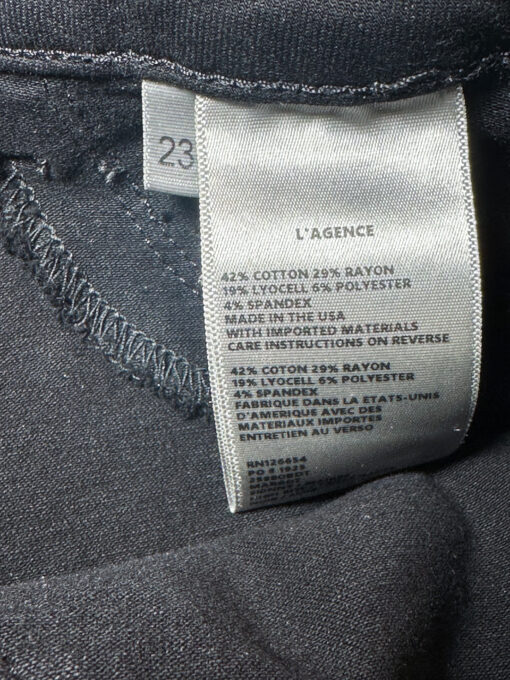 23
L'AGENCE
42% COTTON 29% RAYON
19% LYOCELL 6% POLYESTER
4% SPANDEX
MADE IN THE USA
WITH IMPORTED MATERIALS
CARE INSTRUCTIONS ON REVERSE
42% COTTON 29% RAYON
19% LYOCELL 6% POLYESTER
4% SPANDEX
FABRIQUE DANS LA ETATS-UNIS
D'AMERIQUE AVEC DES
MATERIAUX IMPORTES
ENTRETIEN AU VERSO
RN126654
PO # 1925